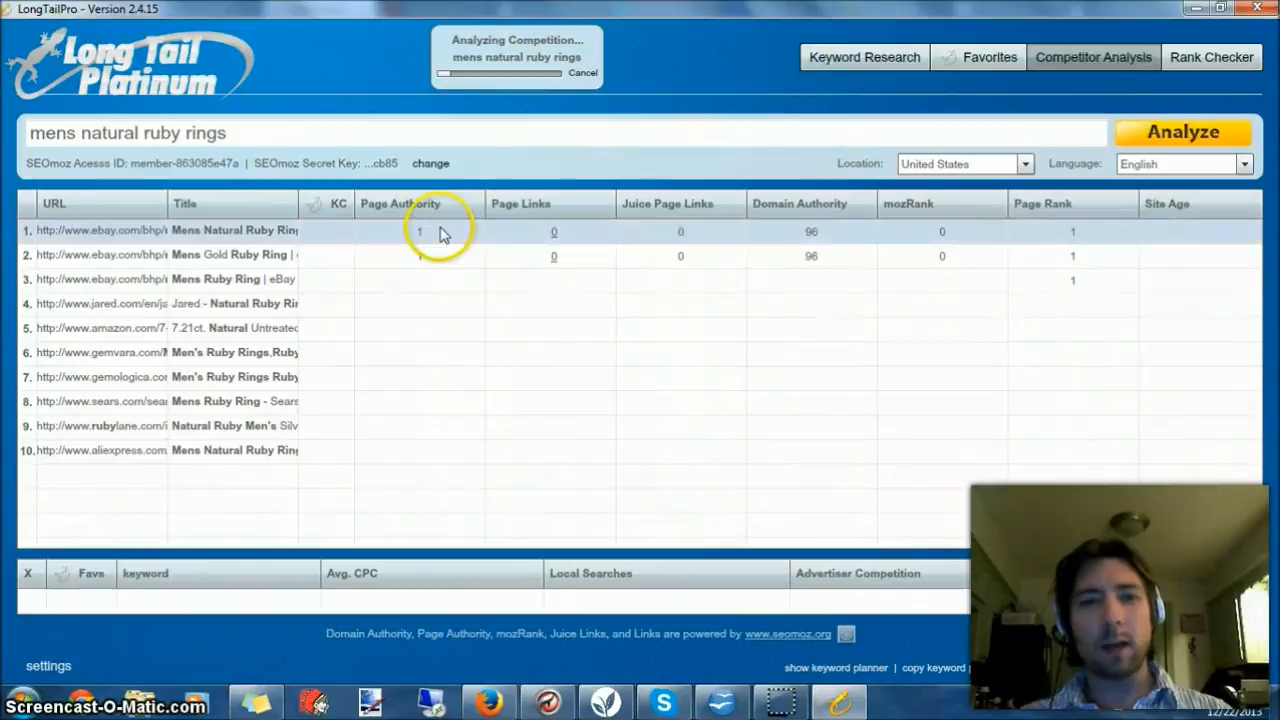 LongTailPro - Version 2.4.15
Long Tail
Platinum
Analyzing Competition...
mens natural ruby rings
Cancel
Keyword Research
Favorites
Competitor Analysis
Rank Checker
mens natural ruby rings
Analyze
SEOmoz Acesss ID: member-863085e47a | SEOmoz Secret Key: ...cb85 change
Location: United States Language: English
URL Title KC Page Authority Page Links Juice Page Links Domain Authority mozRank Page Rank Site Age
1. http://www.ebay.com/bhp/ Mens Natural Ruby Ring 1 0 0 96 0 1
2. http://www.ebay.com/bhp/ Mens Gold Ruby Ring | 0 0 96 0 1
3. http://www.ebay.com/bhp/ Mens Ruby Ring | eBay 1
4. http://www.jared.com/en/ja Jared - Natural Ruby Rin
5. http://www.amazon.com/7- 7.21ct. Natural Untreated
6. http://www.gemvara.com/ Men's Ruby Rings,Ruby
7. http://www.gemologica.com Men's Ruby Rings Ruby
8. http://www.sears.com/sear Mens Ruby Ring - Sears
9. http://www.rubylane.com/i Natural Ruby Men's Silv
10. http://www.aliexpress.com Mens Natural Ruby Ring
X Favs keyword Avg. CPC Local Searches Advertiser Competition
Domain Authority, Page Authority, mozRank, Juice Links, and Links are powered by www.seomoz.org
settings
show keyword planner | copy keyword
Screencast-O-Matic.com
12/22/2013